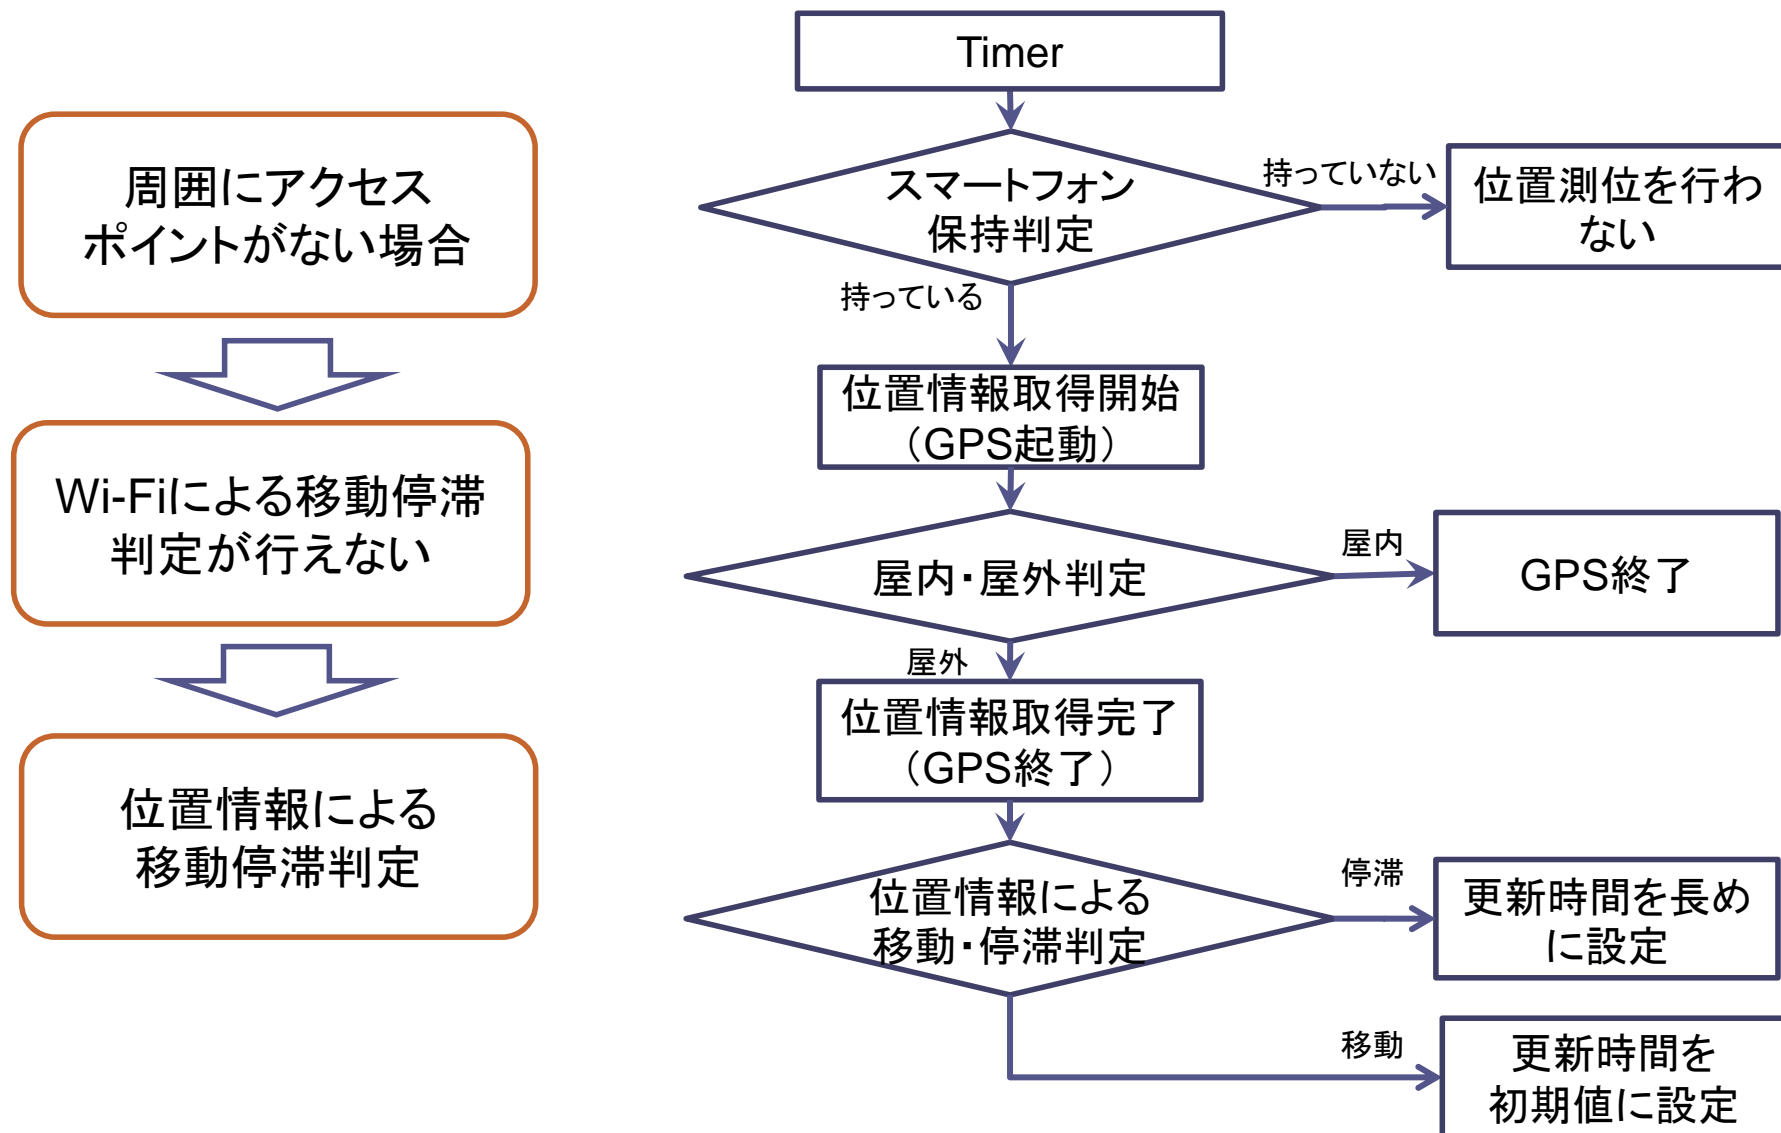 周囲にアクセス
ポイントがない場合
Wi-Fiによる移動停滞
判定が行えない
位置情報による
移動停滞判定
Timer
スマートフォン
保持判定
持っていない
位置測位を行わ
ない
持っている
位置情報取得開始
（GPS起動）
屋内・屋外判定
屋内
GPS終了
屋外
位置情報取得完了
（GPS終了）
位置情報による
移動・停滞判定
停滞
更新時間を長め
に設定
移動
更新時間を
初期値に設定